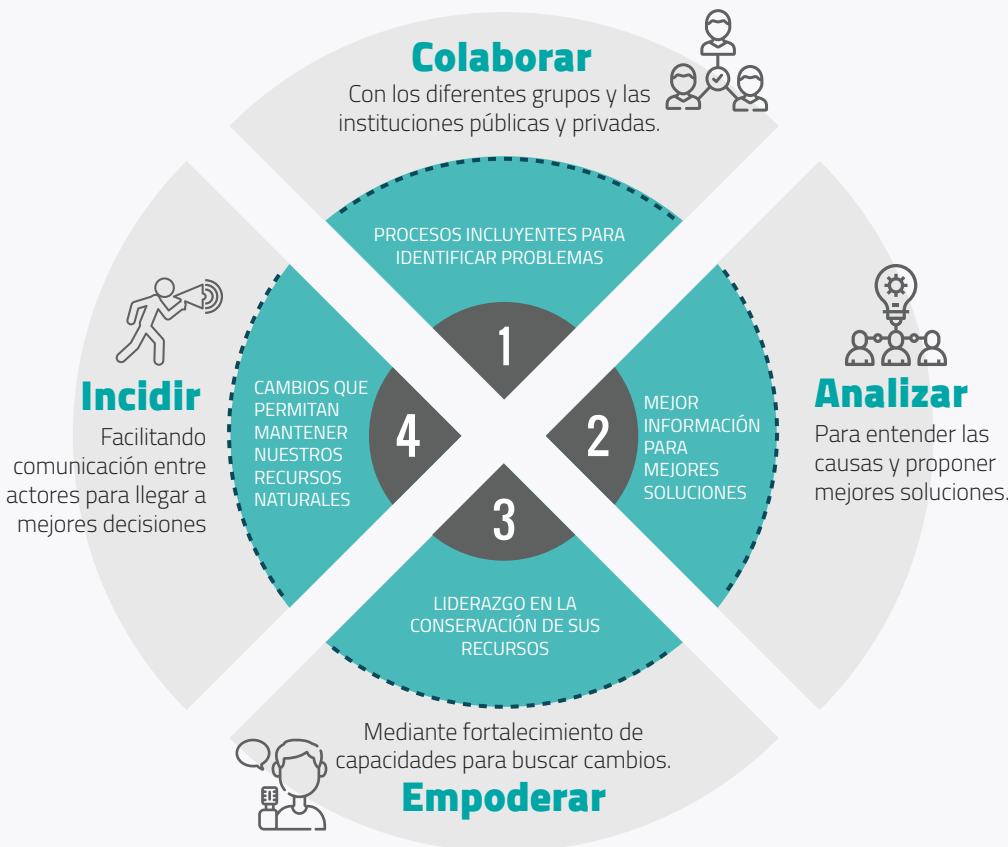 Colaborar
Con los diferentes grupos y las
instituciones públicas y privadas.
PROCESOS INCLUYENTES PARA
IDENTIFICAR PROBLEMAS
1
Analizar
Para entender las
causas y proponer
mejores soluciones.
MEJOR
INFORMACIÓN
PARA
MEJORES
SOLUCIONES
2
3
LIDERAZGO EN LA
CONSERVACIÓN DE SUS
RECURSOS
Mediante fortalecimiento de
capacidades para buscar cambios.
Empoderar
Incidir
Facilitando
comunicación entre
actores para llegar a
mejores decisiones
CAMBIOS QUE
PERMITAN
MANTENER
NUESTROS
RECURSOS
NATURALES
4